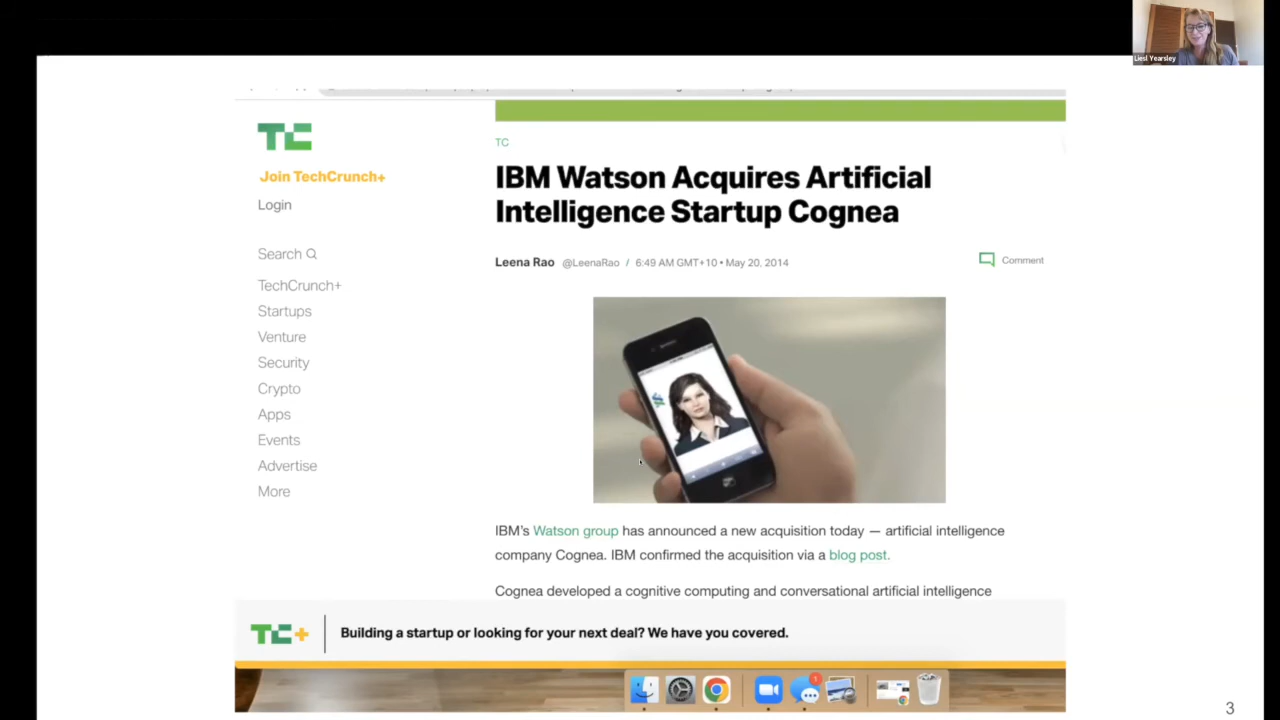 Liesl Yearsley
TC
Join TechCrunch+
Login
Search
TechCrunch+
Startups
Venture
Security
Crypto
Apps
Events
Advertise
More
TC
IBM Watson Acquires Artificial
Intelligence Startup Cognea
Leena Rao @LeenaRao / 6:49 AM GMT+10 • May 20, 2014
Comment
IBM's Watson group has announced a new acquisition today — artificial intelligence
company Cognea. IBM confirmed the acquisition via a blog post.
Cognea developed a cognitive computing and conversational artificial intelligence
TC+
Building a startup or looking for your next deal? We have you covered.
1
3